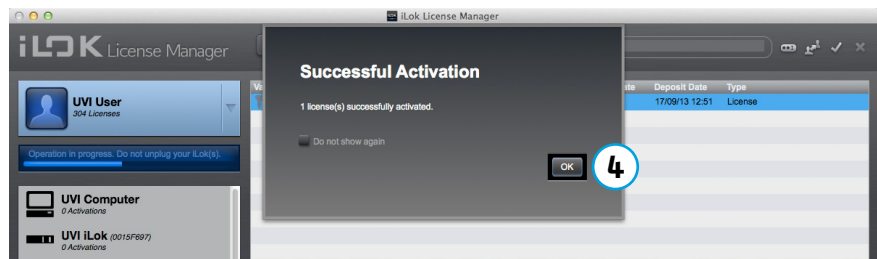 iLok License Manager
iLOK License Manager
Successful Activation
1 license(s) successfully activated.
Do not show again
OK
4
Deposit Date Type
17/09/13 12:51 License
UVI User
304 Licenses
Operation in progress. Do not unplug your iLok(s).
UVI Computer
0 Activations
UVI iLok (0015F697)
0 Activations